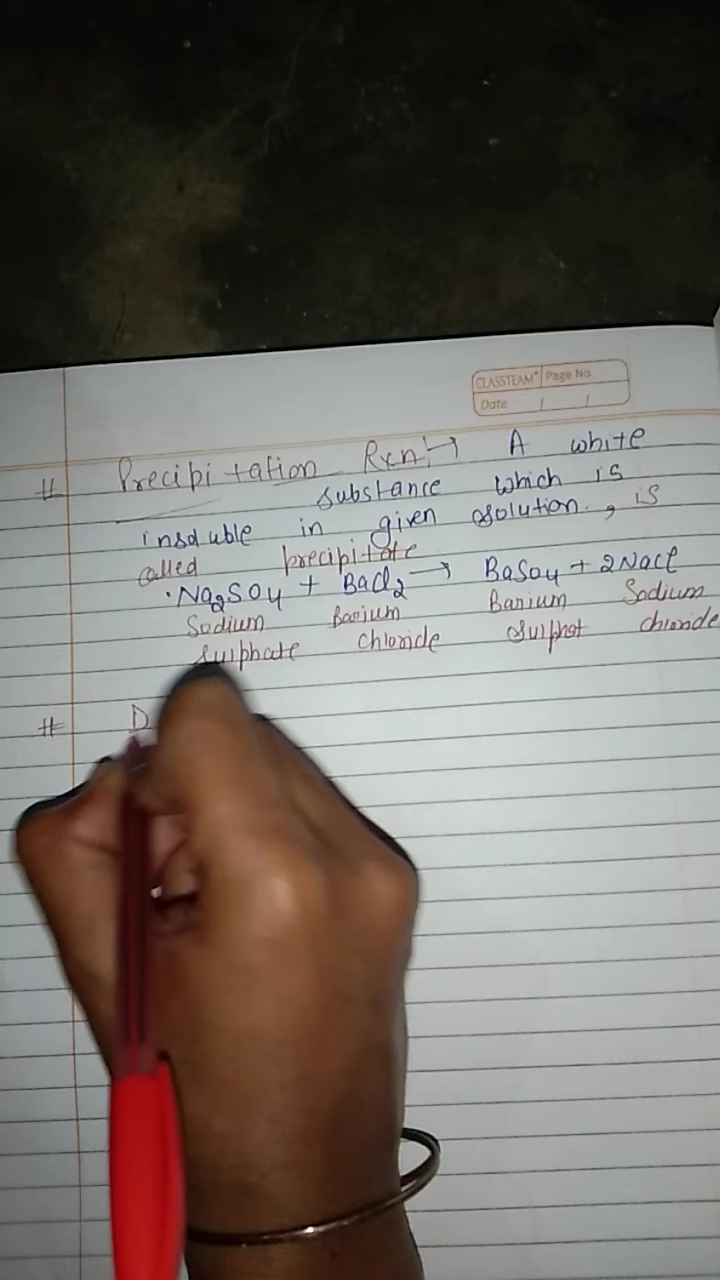 CLASSTEAM Page No.
Date / /
# Precipitation Rxn:→ A white
substance which is
insoluble in given solution, is
called precipitate
·Na2SO4 + BaCl2 → BaSO4 + 2NaCl
Sodium Barium Barium Sodium
sulphate chloride sulphat chloride
# D